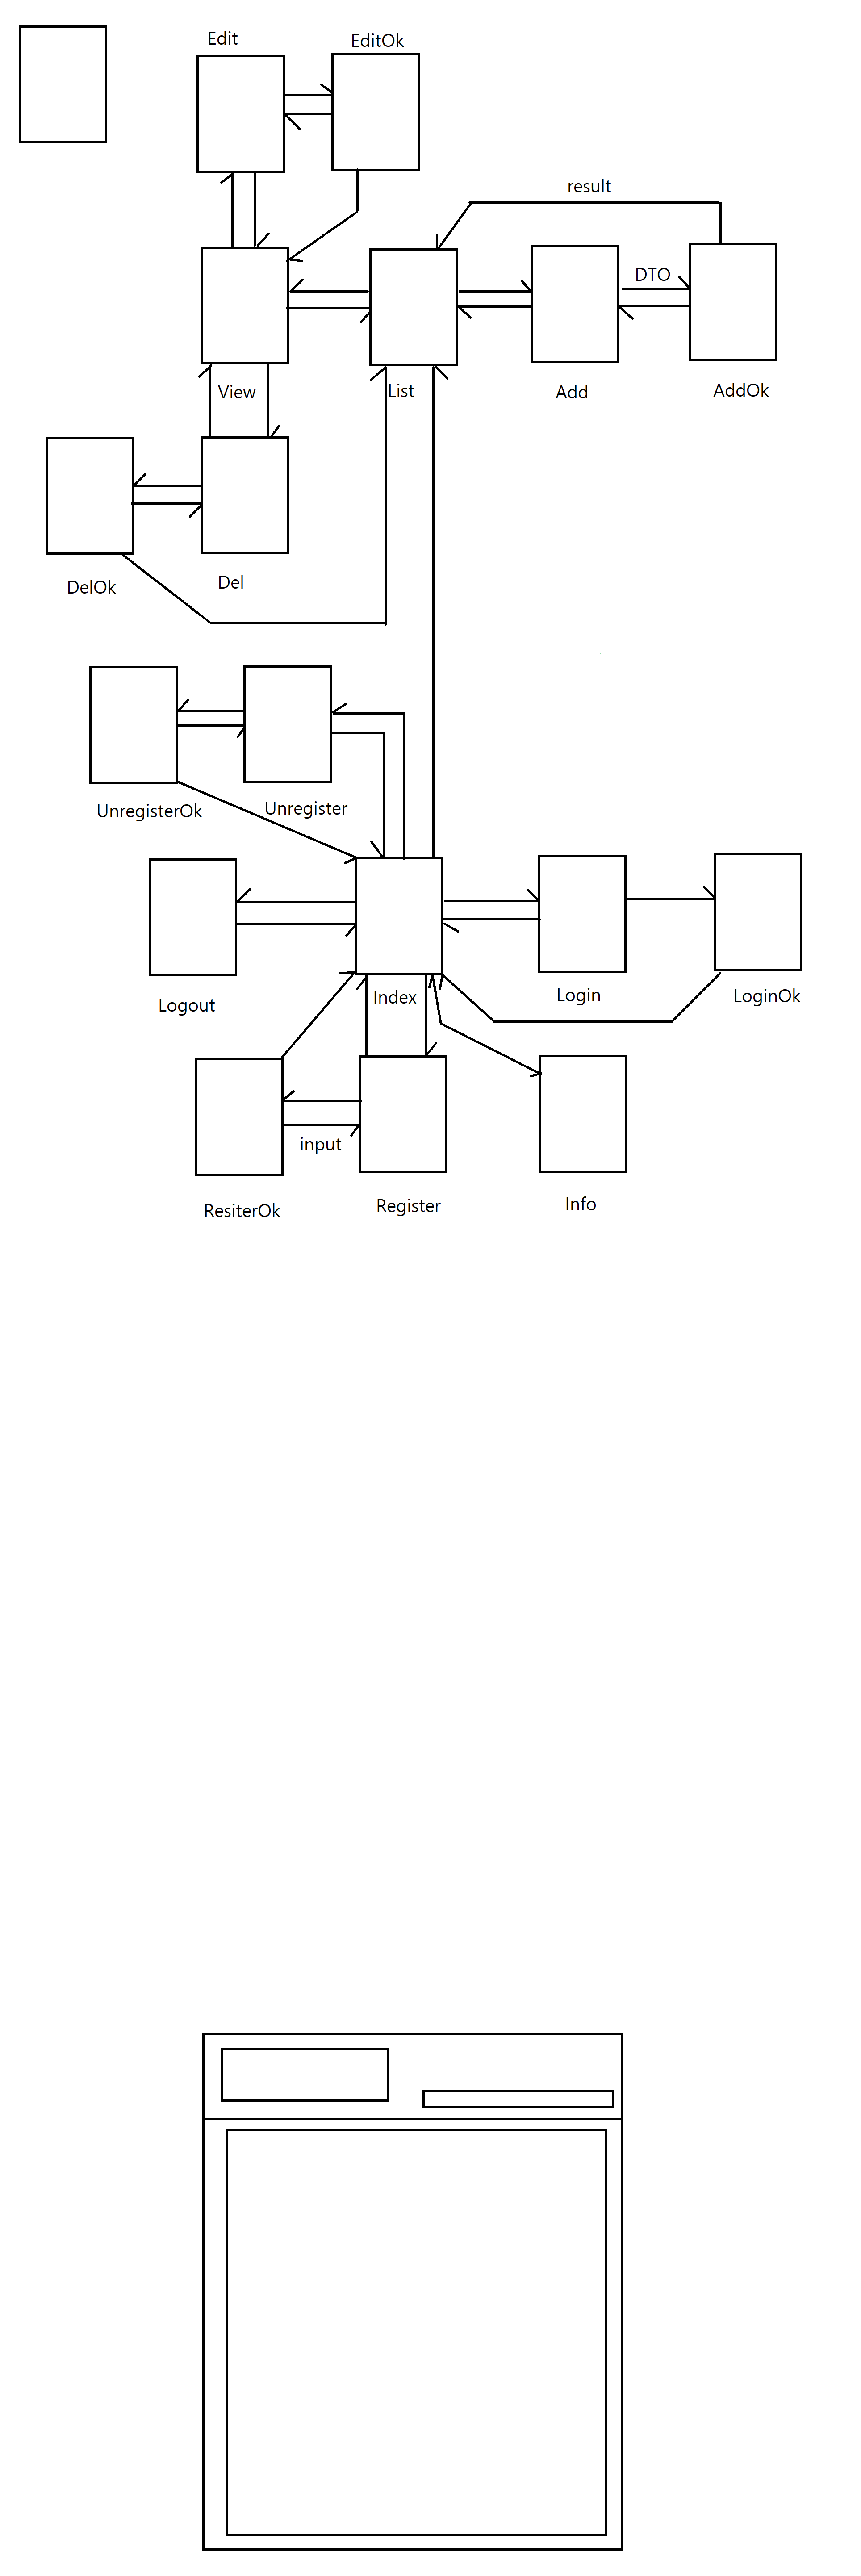 Edit
EditOk
result
DTO
View
List
Add
AddOk
DelOk
Del
UnregisterOk
Unregister
Logout
Index
Login
LoginOk
input
ResiterOk
Register
Info